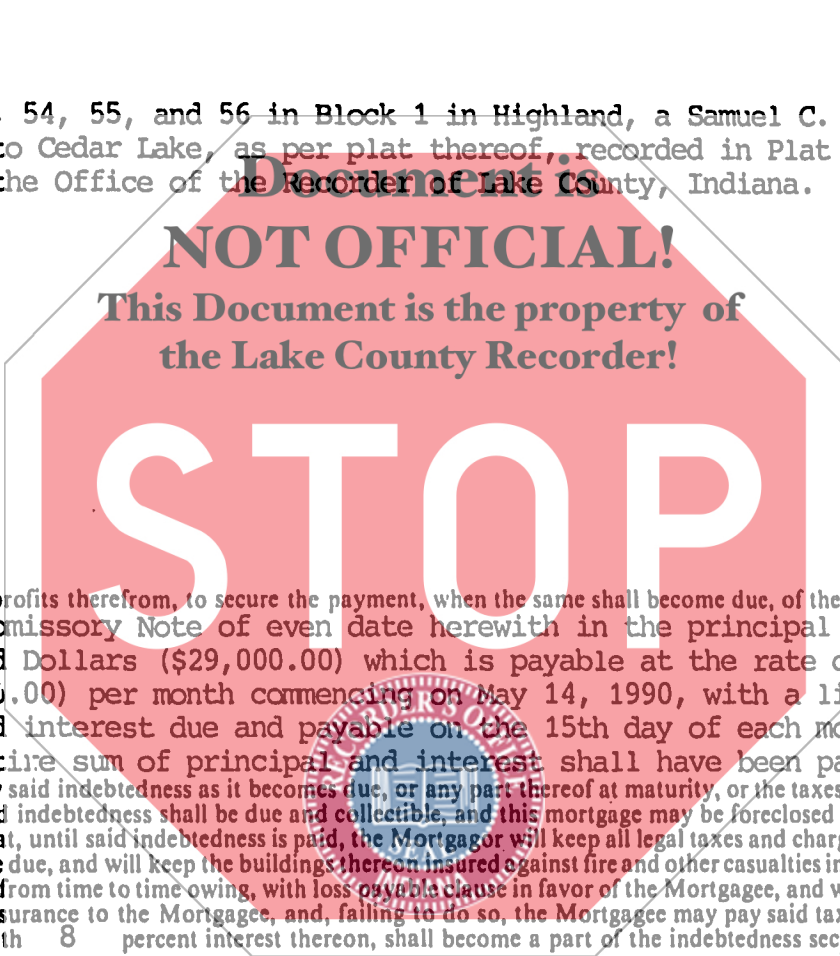 54, 55, and 56 in Block 1 in Highland, a Samuel C.
to Cedar Lake, as per plat thereof, recorded in Plat
the Office of the Recorder of Lake County, Indiana.
Document is
NOT OFFICIAL!
This Document is the property of
the Lake County Recorder!
STOP
rofits therefrom, to secure the payment, when the same shall become due, of the
missory Note of even date herewith in the principal
d Dollars ($29,000.00) which is payable at the rate
.00) per month commencing on May 14, 1990, with a
d interest due and payable on the 15th day of each mo
tire sum of principal and interest shall have been pa
said indebtedness as it becomes due, or any part thereof at maturity, or the taxes
d indebtedness shall be due and collectible, and this mortgage may be foreclosed
at, until said indebtedness is paid, the Mortgagor will keep all legal taxes and charg
e due, and will keep the buildings thereon insured against fire and other casualties in
from time to time owing, with loss payable clause in favor of the Mortgagee, and w
surance to the Mortgagee, and, failing to do so, the Mortgagee may pay said tax
th 8 percent interest thereon, shall become a part of the indebtedness sec
RECORDER'S OFFICE